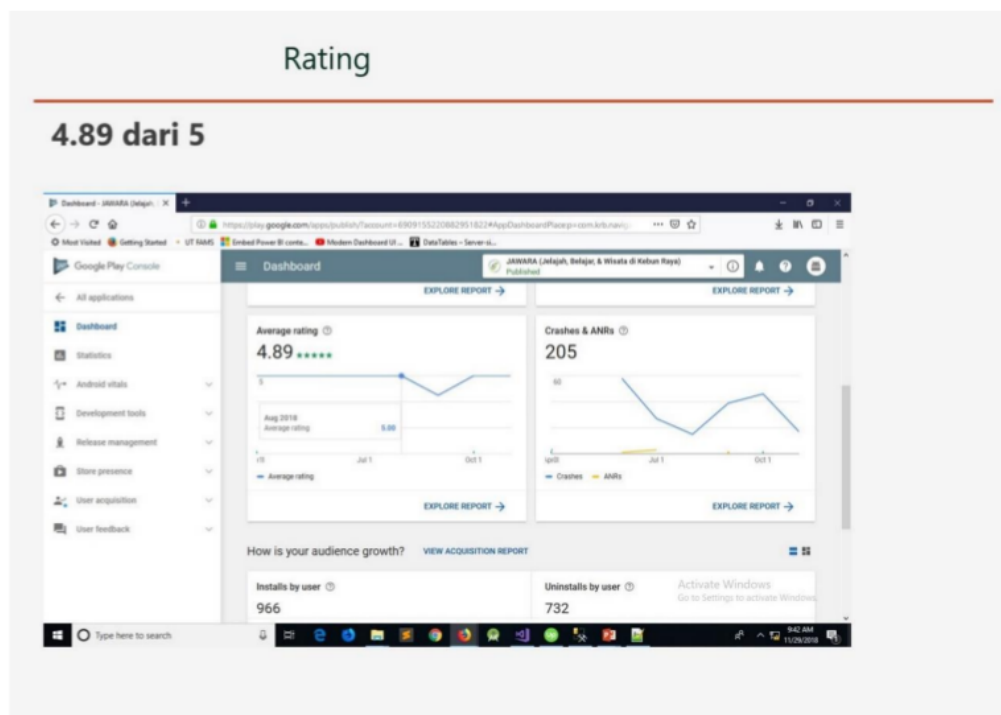 Rating
4.89 dari 5
Dashboard - JAWARA (Jelajah,
Most Visited Getting Started UT FAMS Embed Power BI conte... Modern Dashboard UI ... DataTables - Server-si...
Google Play Console
Dashboard
JAWARA (Jelajah, Belajar, & Wisata di Kebun Raya)
Published
All applications
Dashboard
Statistics
Android vitals
Development tools
Release management
Store presence
User acquisition
User feedback
EXPLORE REPORT
EXPLORE REPORT
Average rating
4.89
5
Aug 2018
Average rating 5.00
Jul 1 Oct 1
Average rating
EXPLORE REPORT
Crashes & ANRs
205
60
Jul 1 Oct 1
Crashes ANRs
EXPLORE REPORT
How is your audience growth? VIEW ACQUISITION REPORT
Installs by user
966
Uninstalls by user
732
Activate Windows
Go to Settings to activate Windows.
Type here to search
9:42 AM
11/29/2018